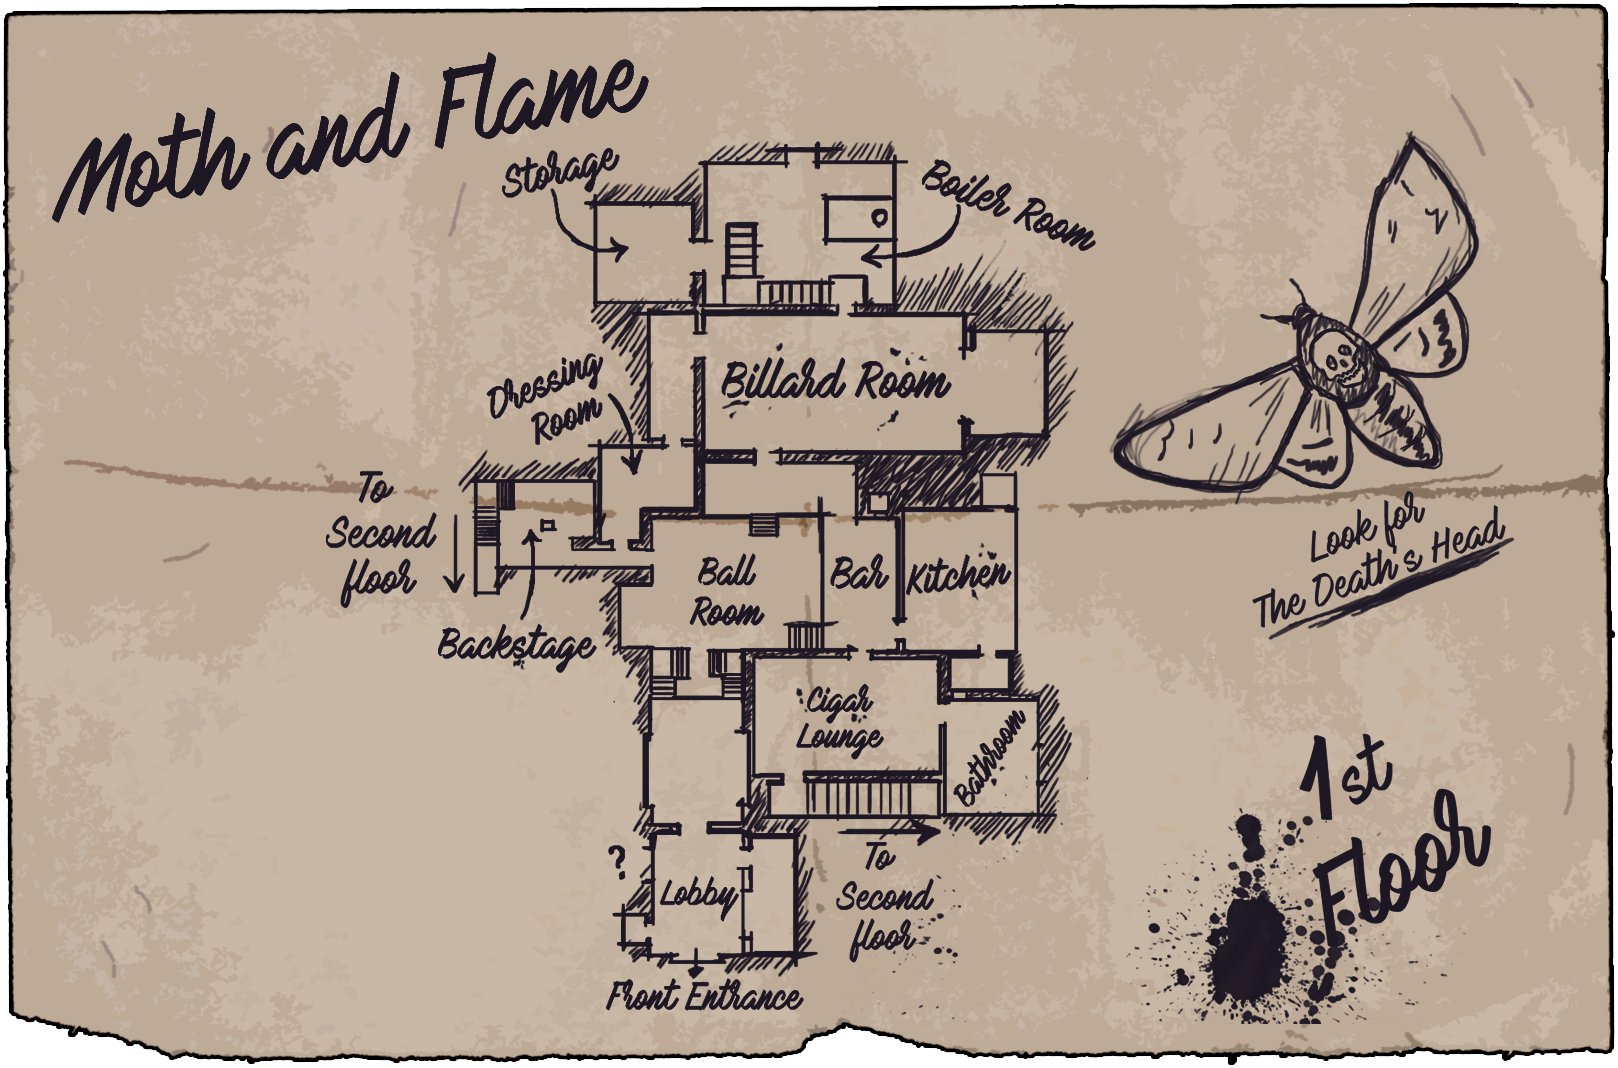 Moth and Flame
Storage
Boiler Room
Billard Room
Dressing
Room
To
Second
floor
Backstage
Ball
Room
Bar
Kitchen
Look for
The Death's Head
Cigar
Lounge
Bathroom
?
Lobby
To
Second
floor
Front Entrance
1st
Floor